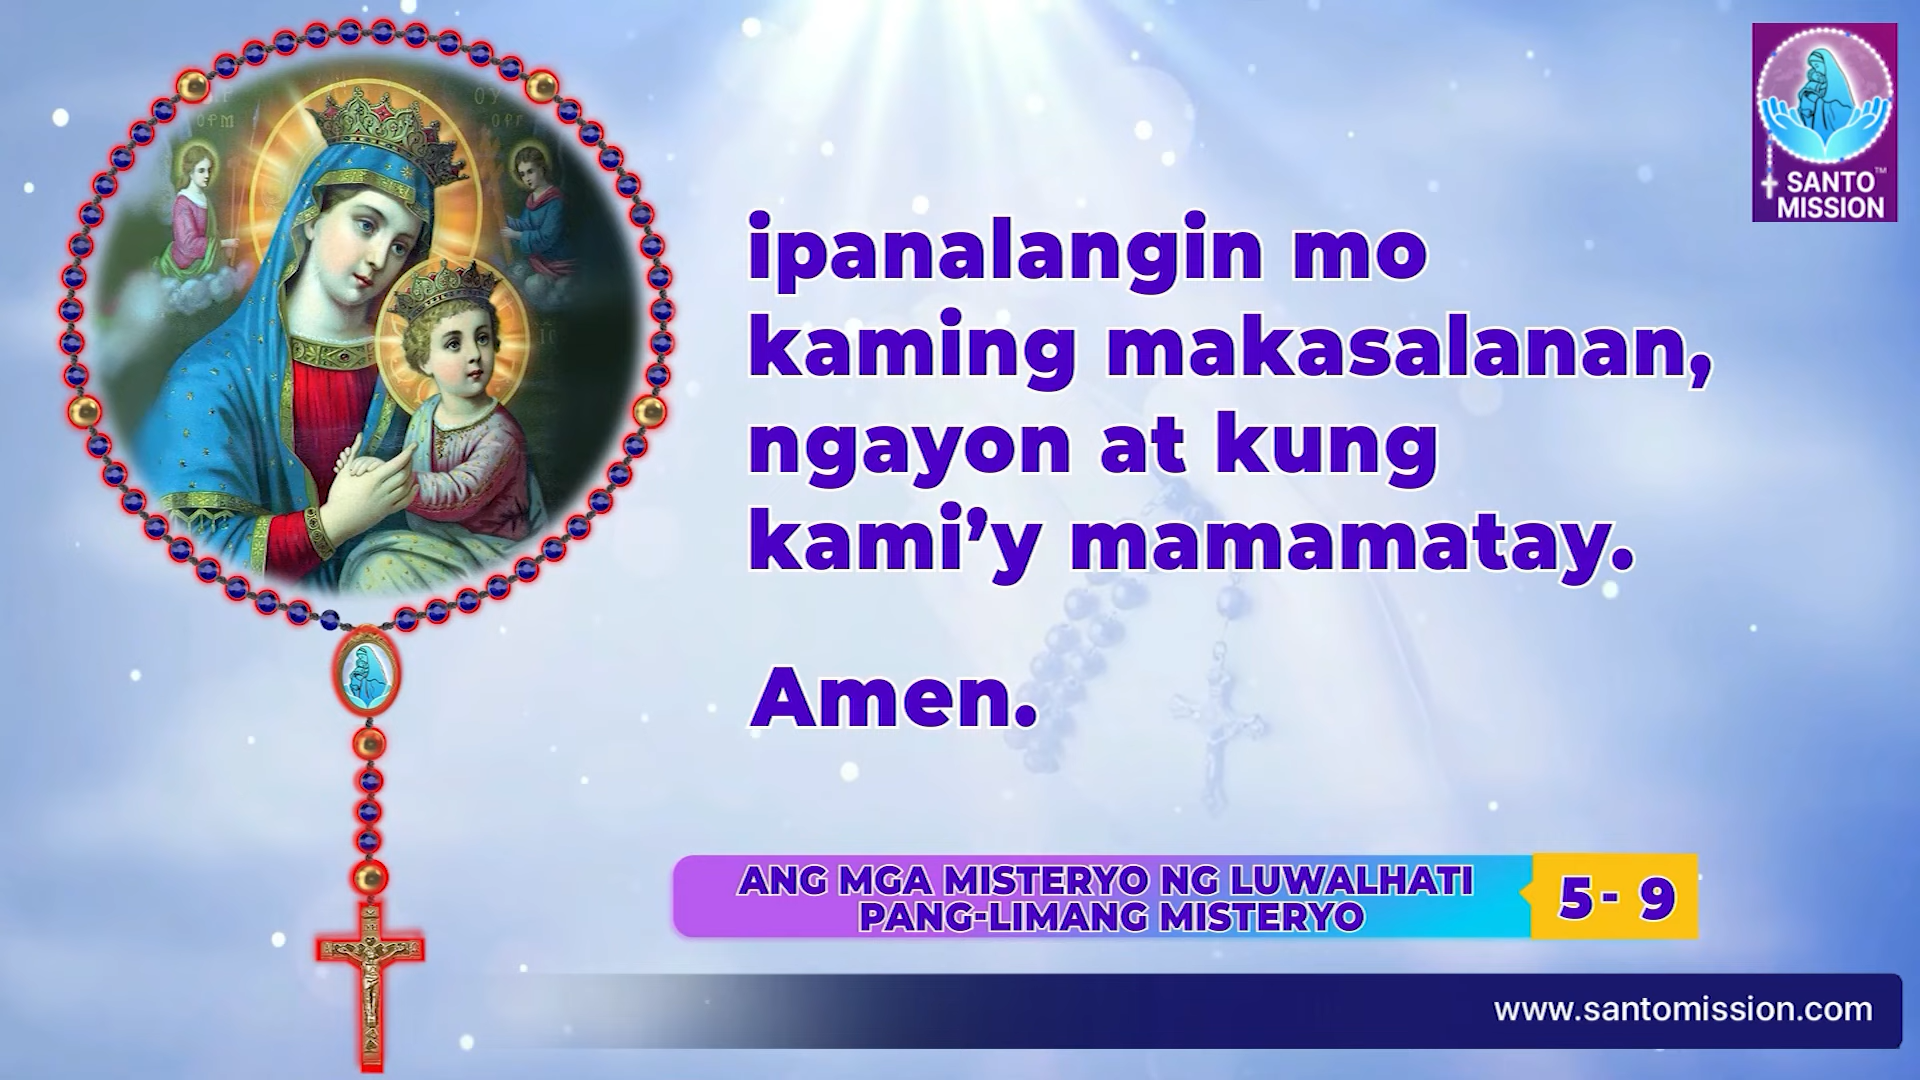 SANTO™
MISSION
ipanalangin mo
kaming makasalanan,
ngayon at kung
kami’y mamamatay.
Amen.
ANG MGA MISTERYO NG LUWALHATI
PANG-LIMANG MISTERYO
5- 9
www.santomission.com